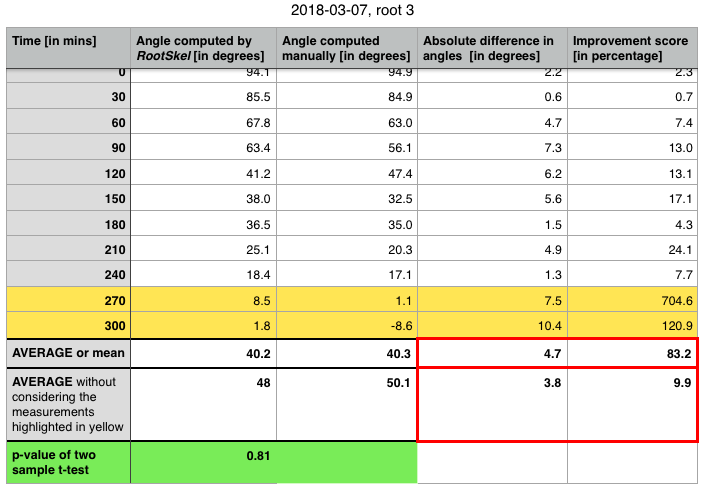 2018-03-07, root 3
Time [in mins] Angle computed by RootSkel [in degrees] Angle computed manually [in degrees] Absolute difference in angles [in degrees] Improvement score [in percentage]
0 94.1 94.9 2.2 2.3
30 85.5 84.9 0.6 0.7
60 67.8 63.0 4.7 7.4
90 63.4 56.1 7.3 13.0
120 41.2 47.4 6.2 13.1
150 38.0 32.5 5.6 17.1
180 36.5 35.0 1.5 4.3
210 25.1 20.3 4.9 24.1
240 18.4 17.1 1.3 7.7
270 8.5 1.1 7.5 704.6
300 1.8 -8.6 10.4 120.9
AVERAGE or mean 40.2 40.3 4.7 83.2
AVERAGE without considering the measurements highlighted in yellow 48 50.1 3.8 9.9
p-value of two sample t-test 0.81